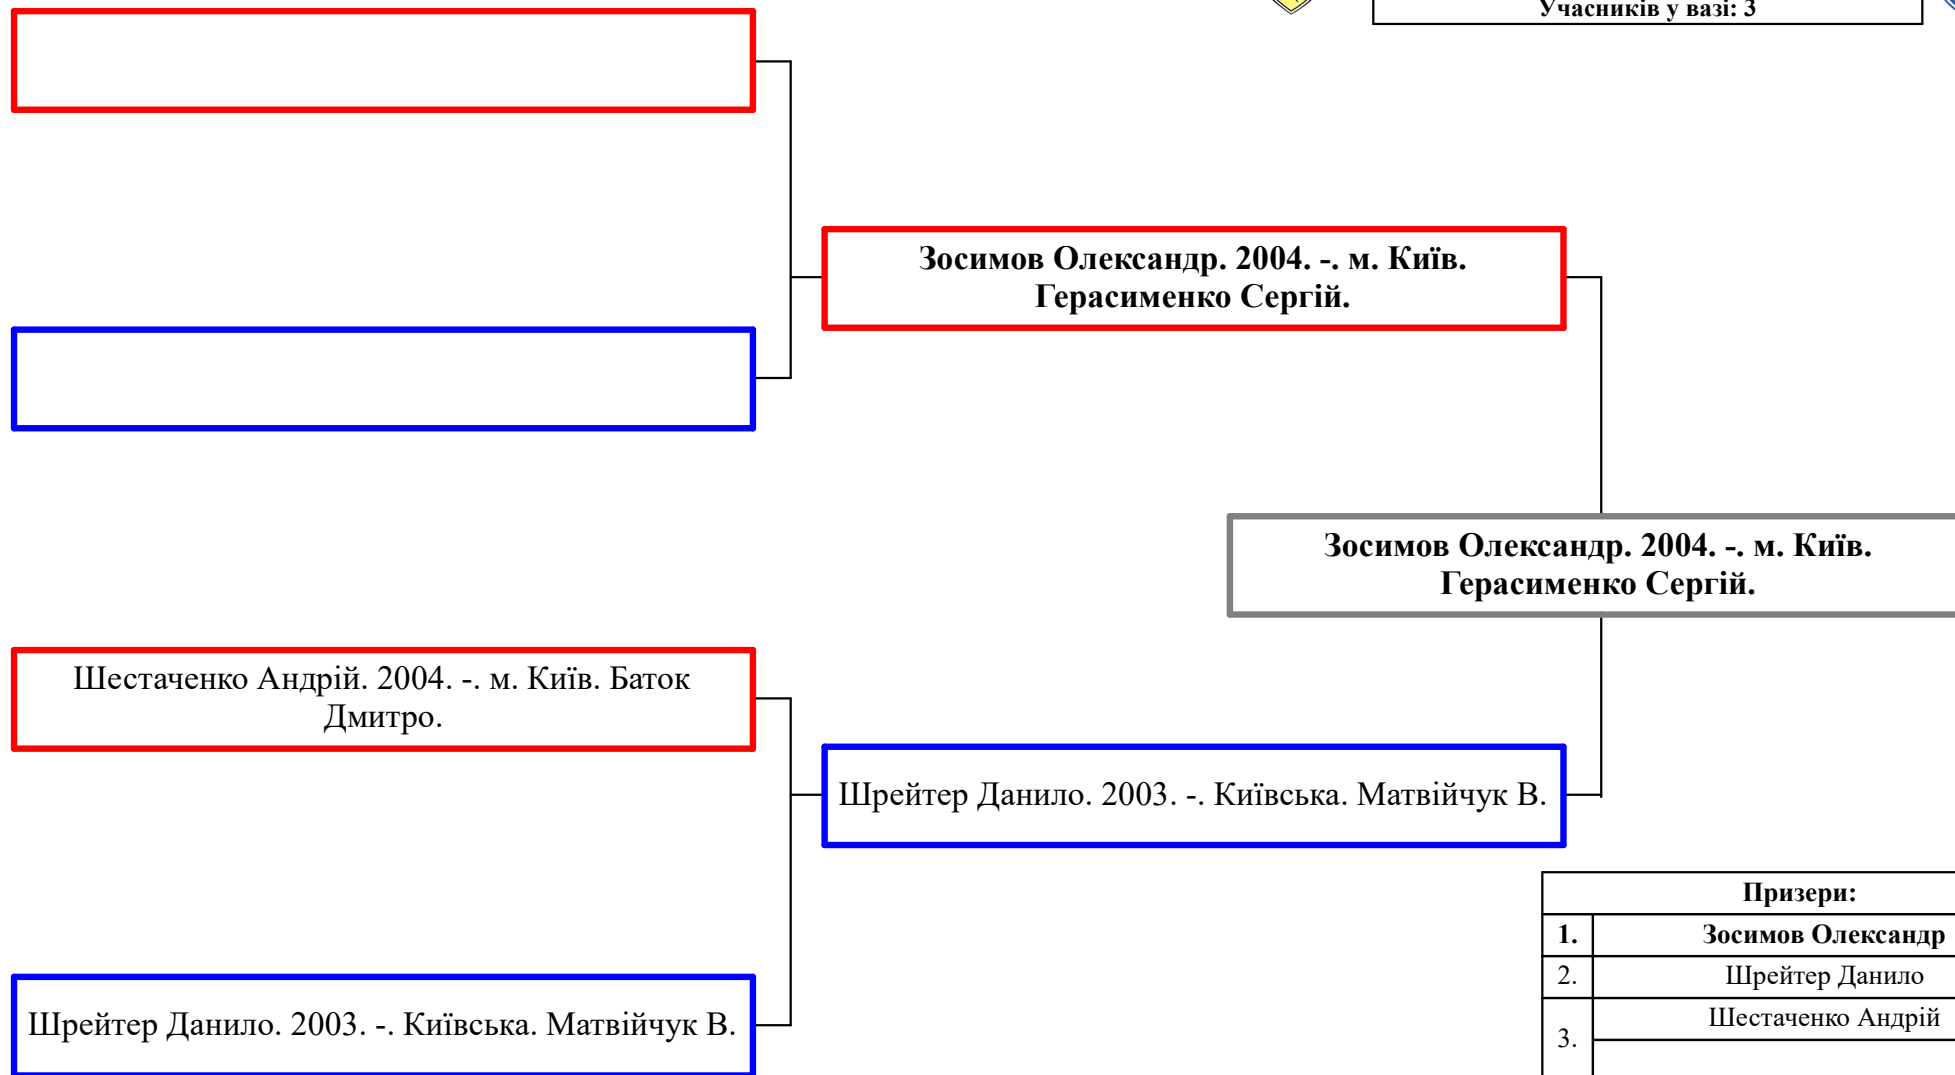 Учасників у вазі: 3
Зосимов Олександр. 2004. -. м. Київ.
Герасименко Сергій.
Зосимов Олександр. 2004. -. м. Київ.
Герасименко Сергій.
Шестаченко Андрій. 2004. -. м. Київ. Баток
Дмитро.
Шрейтер Данило. 2003. -. Київська. Матвійчук В.
Шрейтер Данило. 2003. -. Київська. Матвійчук В.
Призери:
1. Зосимов Олександр
2. Шрейтер Данило
3. Шестаченко Андрій